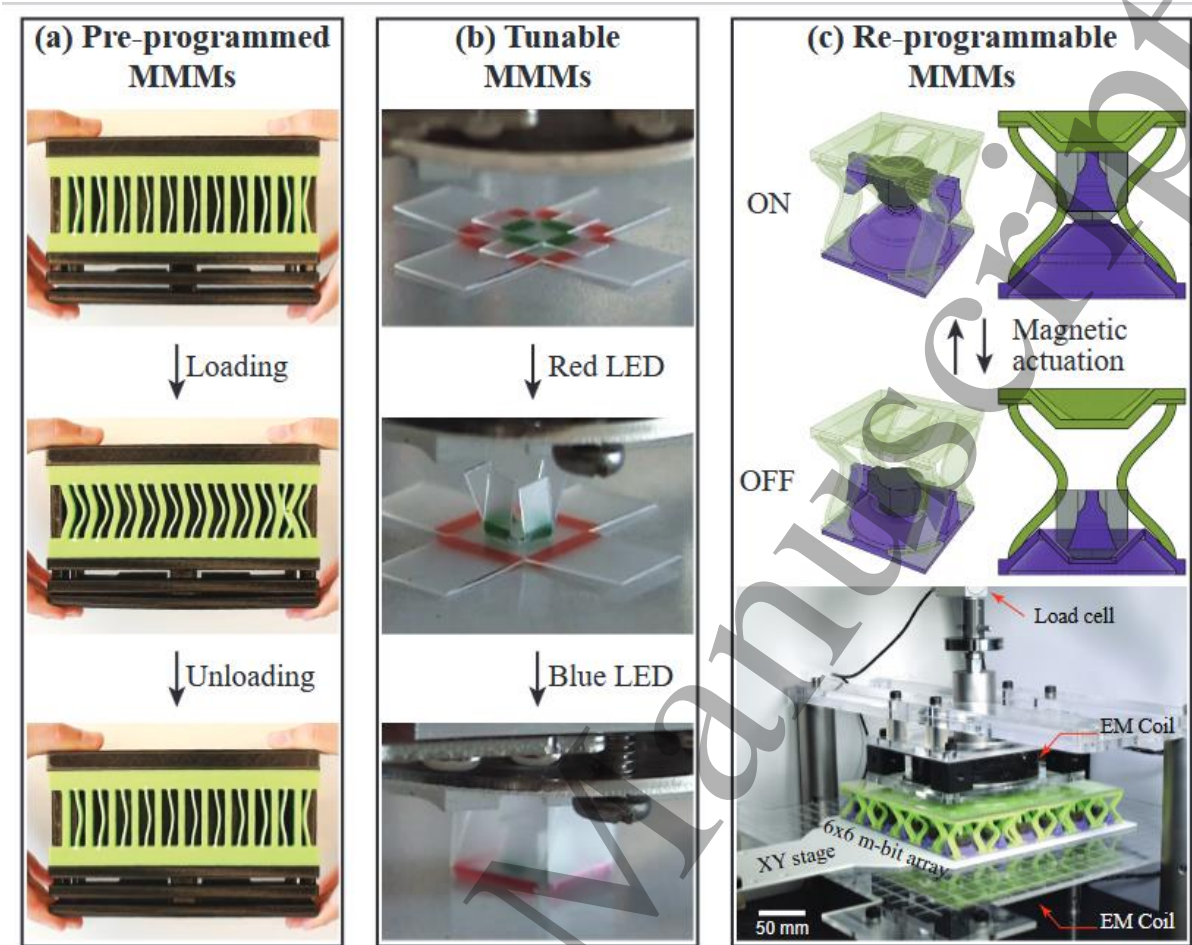 (a) Pre-programmed
MMMs
Loading
Unloading
(b) Tunable
MMMs
Red LED
Blue LED
(c) Re-programmable
MMMs
ON
Magnetic
actuation
OFF
Load cell
EM Coil
6x6 m-bit array
XY stage
EM Coil
50 mm
Manuscript